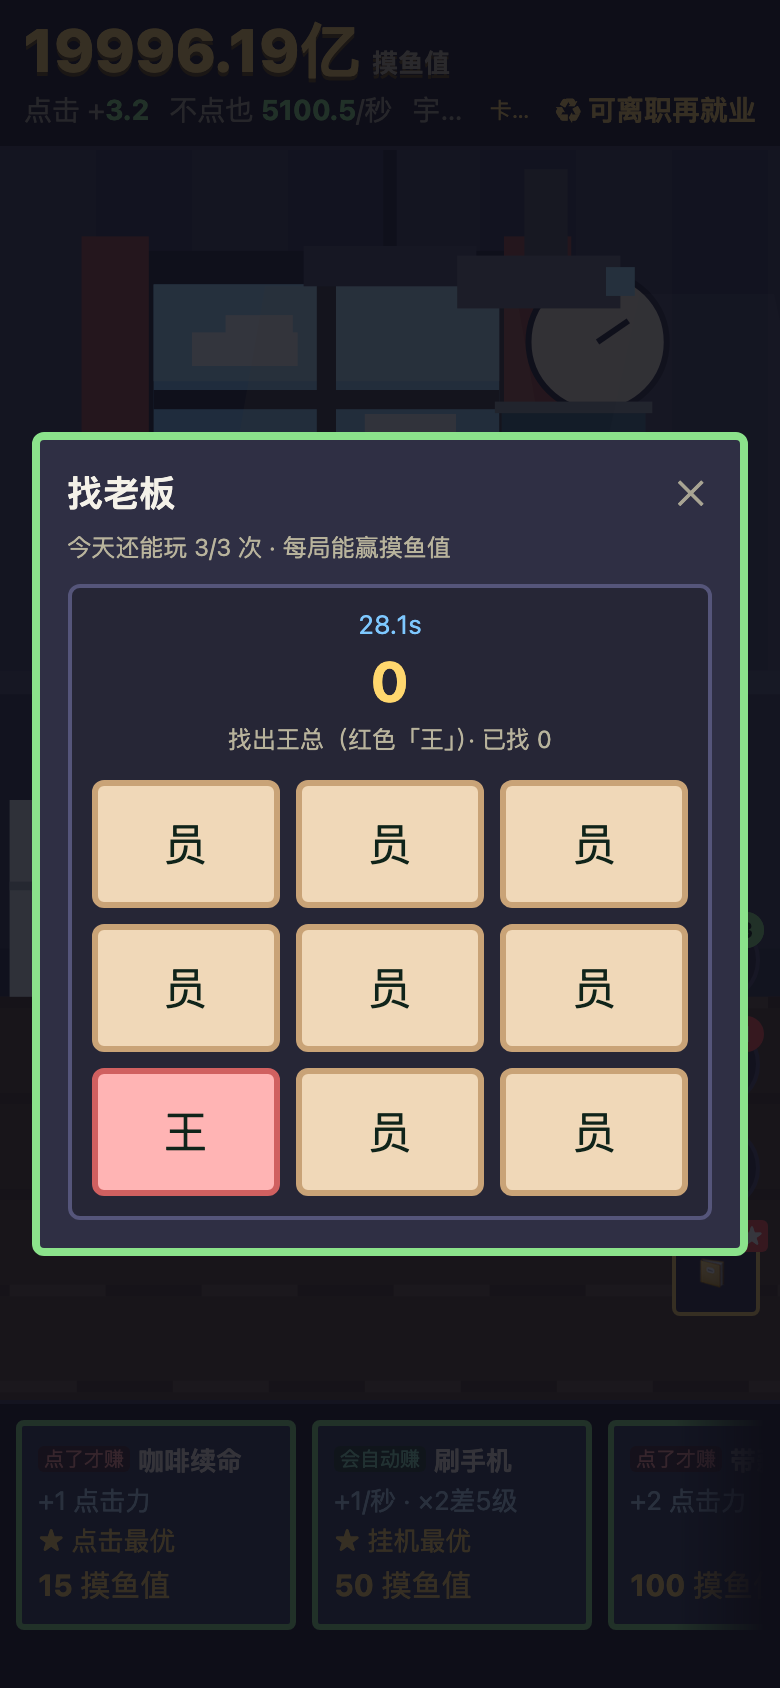 19996.19亿 摸鱼值
点击 +3.2 不点也 5100.5/秒 宇... 卡... ♻ 可离职再就业
找老板
今天还能玩 3/3 次 · 每局能赢摸鱼值
28.1s
0
找出王总（红色「王」）· 已找 0
员 员 员
员 员 员
王 员 员
点了才赚 咖啡续命
+1 点击力
★ 点击最优
15 摸鱼值
会自动赚 刷手机
+1/秒 · ×2差5级
★ 挂机最优
50 摸鱼值
点了才赚 带
+2 点击力
100 摸鱼